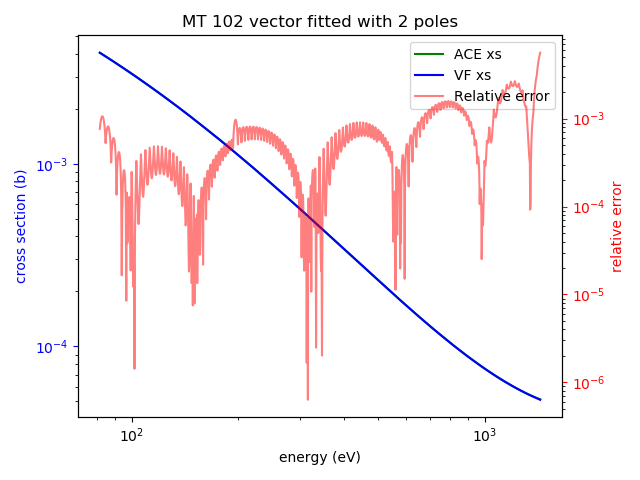 MT 102 vector fitted with 2 poles
ACE xs
VF xs
Relative error
10⁻³
10⁻⁴
cross section (b)
10⁻³
10⁻⁴
10⁻⁵
10⁻⁶
relative error
10² 10³
energy (eV)